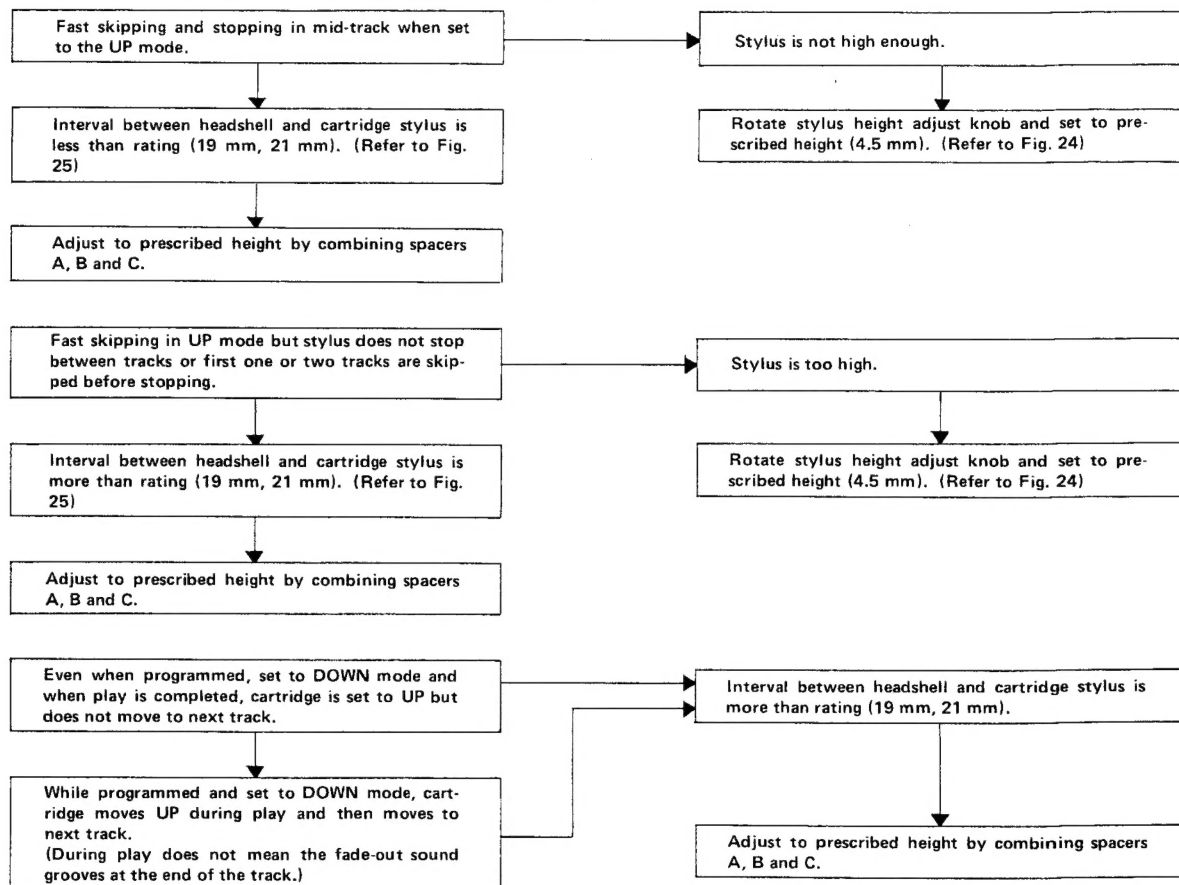 Fast skipping and stopping in mid-track when set
to the UP mode.
Stylus is not high enough.
Interval between headshell and cartridge stylus is
less than rating (19 mm, 21 mm). (Refer to Fig.
25)
Rotate stylus height adjust knob and set to pre-
scribed height (4.5 mm). (Refer to Fig. 24)
Adjust to prescribed height by combining spacers
A, B and C.
Fast skipping in UP mode but stylus does not stop
between tracks or first one or two tracks are skip-
ped before stopping.
Stylus is too high.
Interval between headshell and cartridge stylus is
more than rating (19 mm, 21 mm). (Refer to Fig.
25)
Rotate stylus height adjust knob and set to pre-
scribed height (4.5 mm). (Refer to Fig. 24)
Adjust to prescribed height by combining spacers
A, B and C.
Even when programmed, set to DOWN mode and
when play is completed, cartridge is set to UP but
does not move to next track.
Interval between headshell and cartridge stylus is
more than rating (19 mm, 21 mm).
While programmed and set to DOWN mode, cart-
ridge moves UP during play and then moves to
next track.
(During play does not mean the fade-out sound
grooves at the end of the track.)
Adjust to prescribed height by combining spacers
A, B and C.